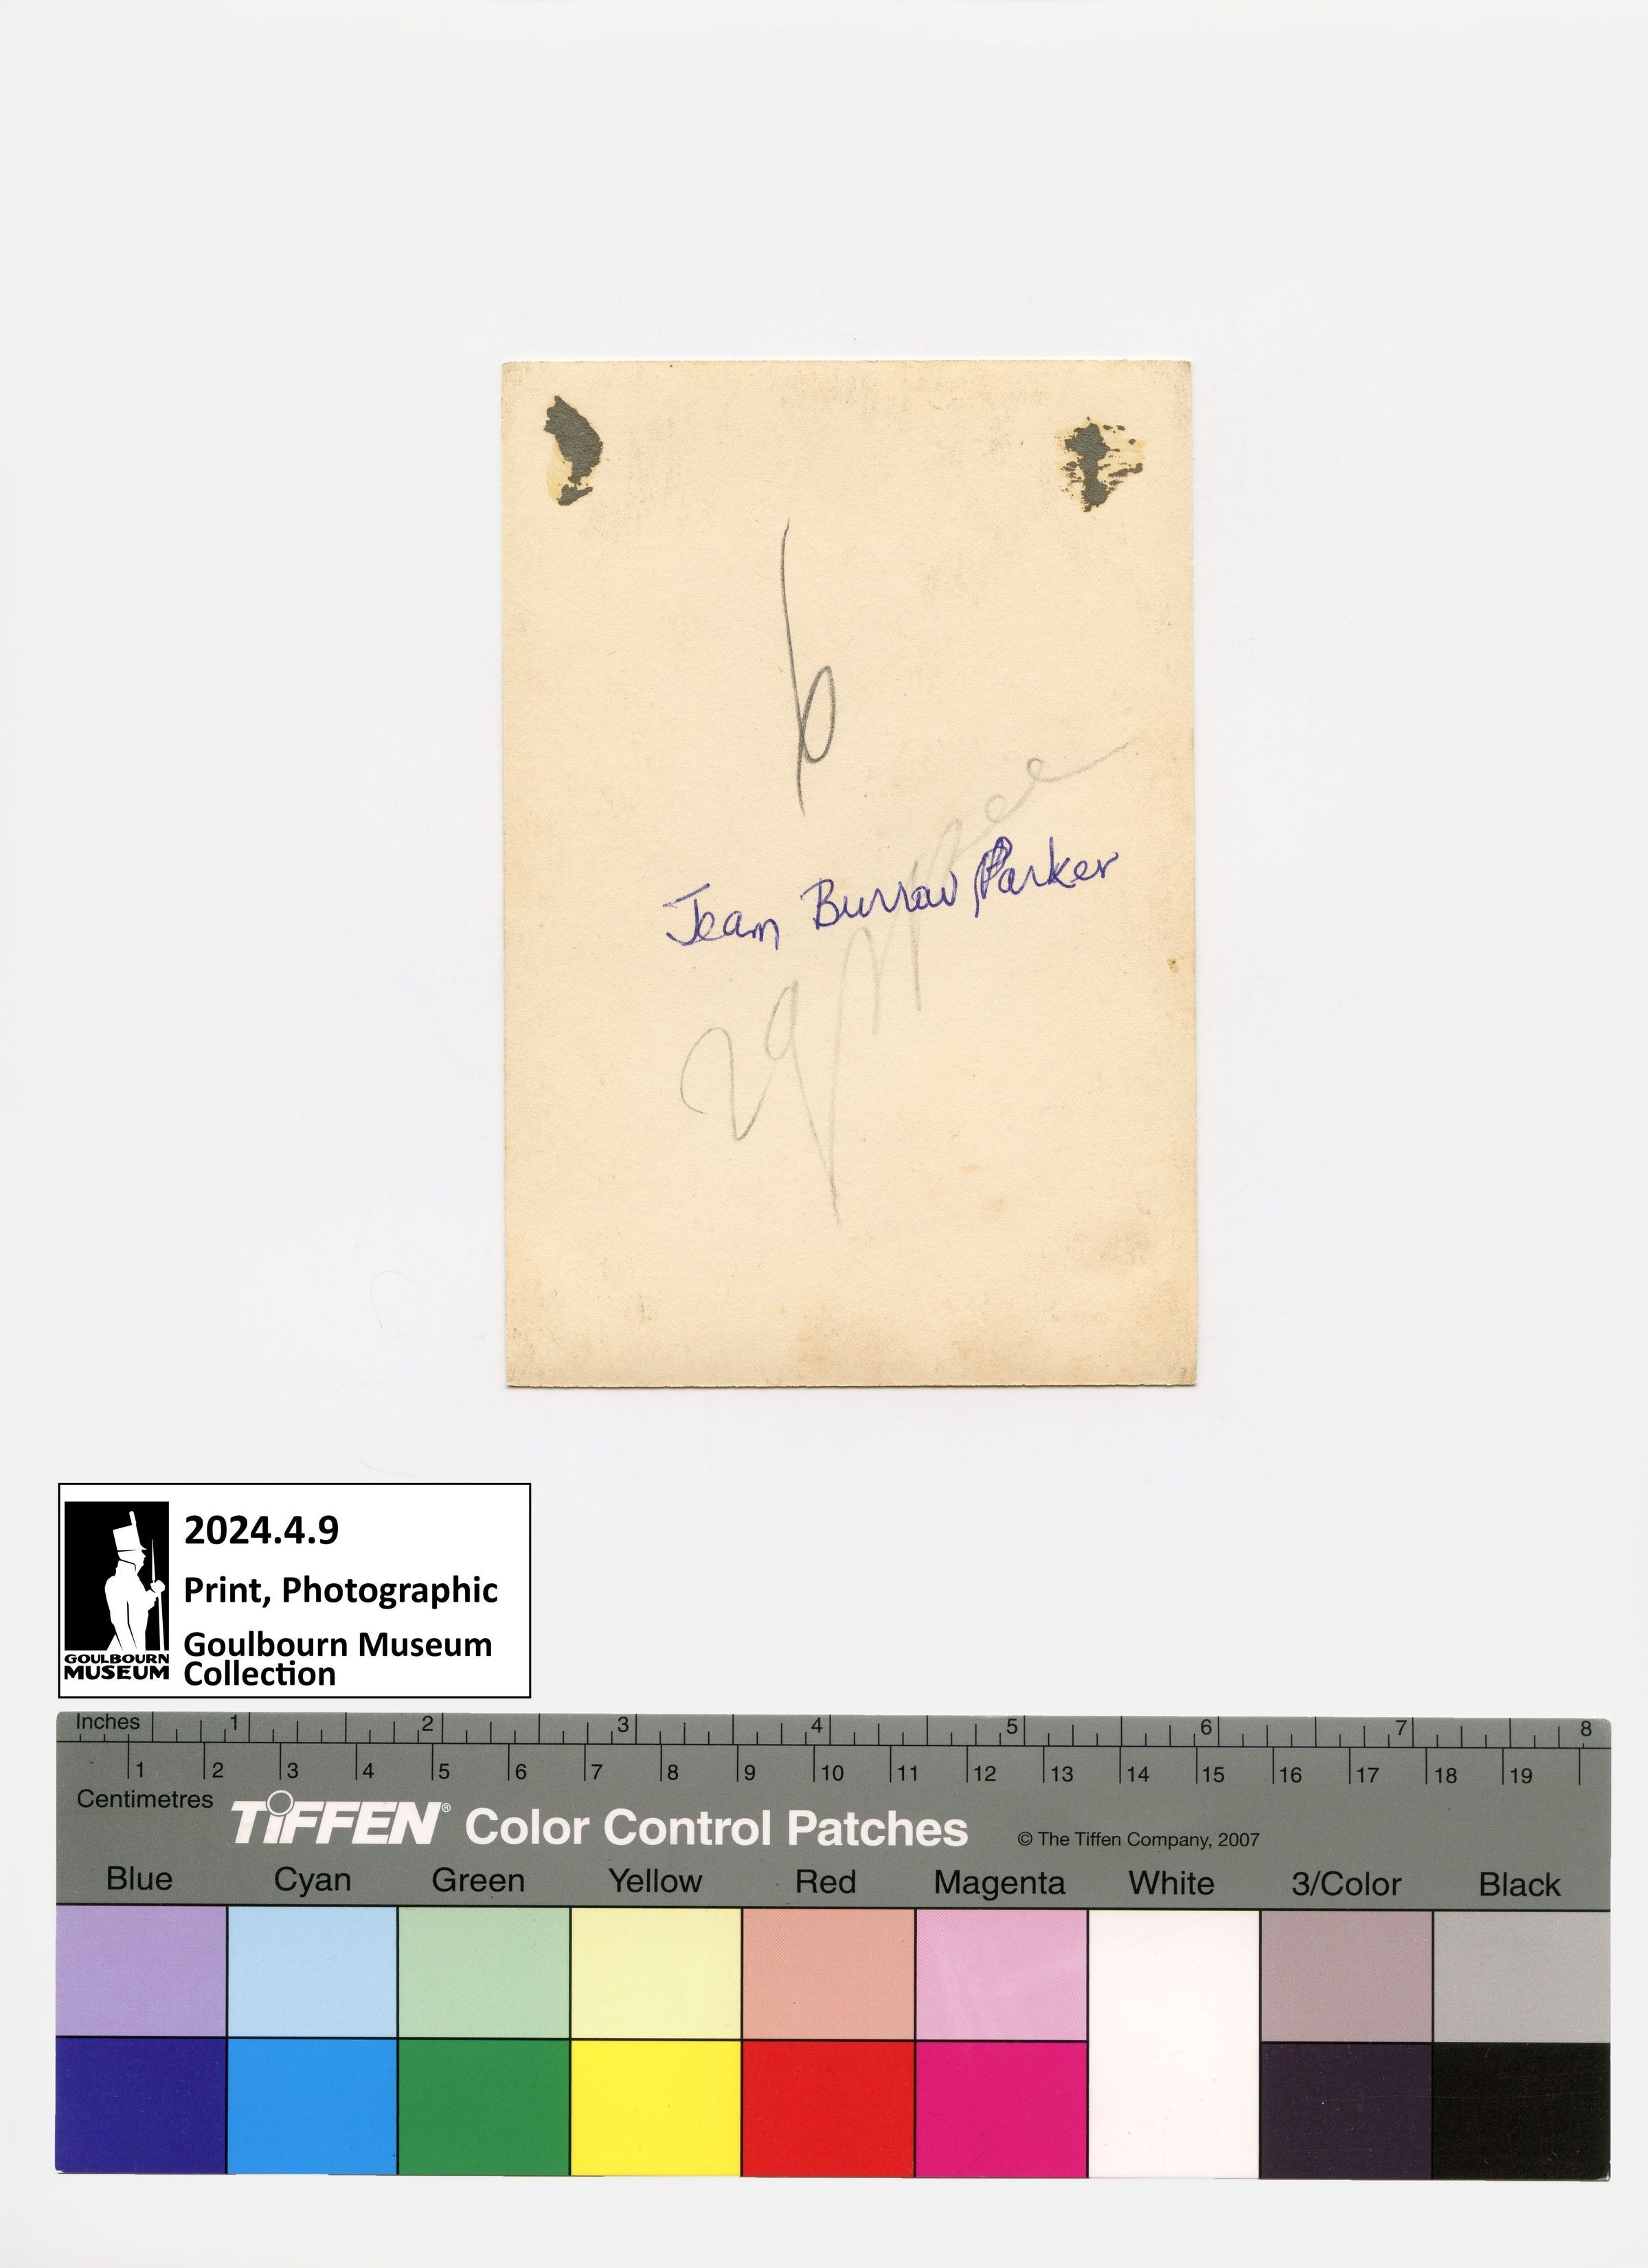 6
Jean Burrow Parker
29
2024.4.9
Print, Photographic
Goulbourn Museum
Collection
GOULBOURN
MUSEUM
Inches 1 2 3 4 5 6 7 8
1 2 3 4 5 6 7 8 9 10 11 12 13 14 15 16 17 18 19
Centimetres
TIFFEN® Color Control Patches © The Tiffen Company, 2007
Blue Cyan Green Yellow Red Magenta White 3/Color Black